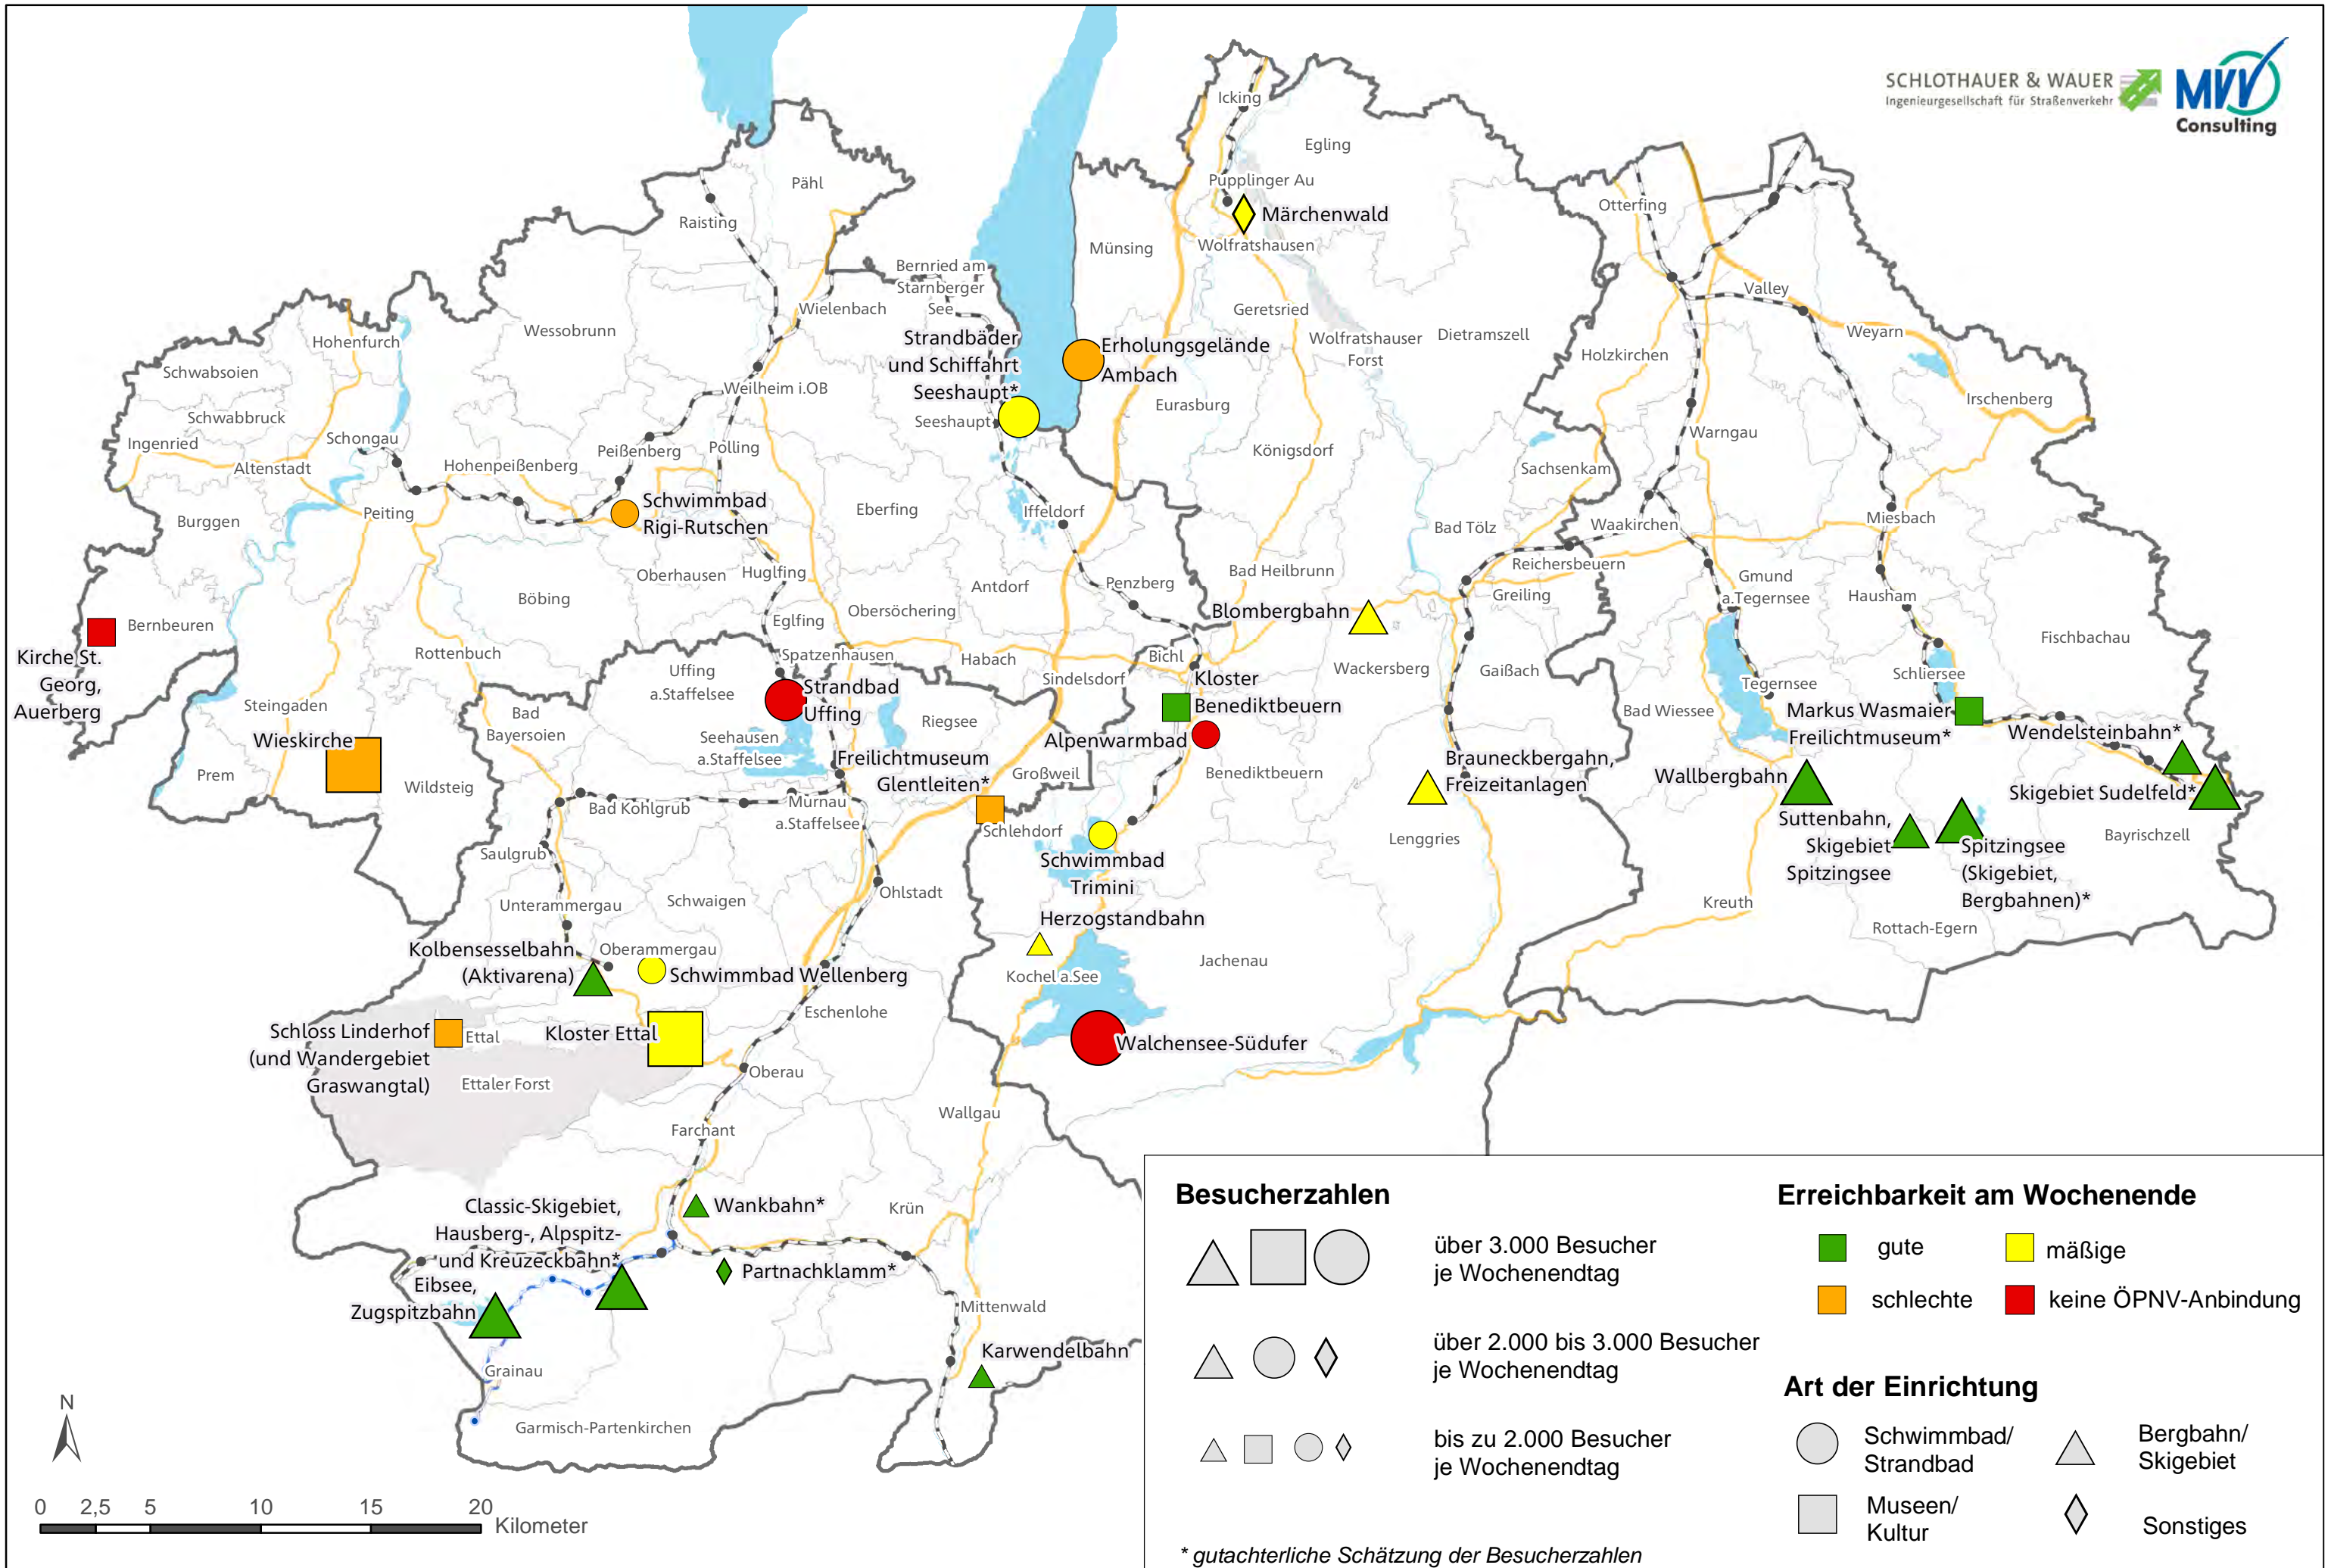 SCHLOTHAUER & WAUER
Ingenieurgesellschaft für Straßenverkehr
MVV
Consulting
Icking
Egling
Pupplinger Au
Märchenwald
Wolfratshausen
Münsing
Pähl
Raisting
Otterfing
Bernried am
Starnberger
See
Wielenbach
Geretsried
Valley
Wessobrunn
Hohenfurch
Strandbäder
und Schiffahrt
Seeshaupt*
Erholungsgelände
Ambach
Wolfratshauser
Forst
Dietramszell
Weyarn
Holzkirchen
Schwabsoien
Schwabbruck
Weilheim i.OB
Seeshaupt
Eurasburg
Irschenberg
Ingenried
Schongau
Altenstadt
Hohenpeißenberg
Peißenberg
Polling
Königsdorf
Warngau
Sachsenkam
Schwimmbad
Rigi-Rutschen
Burggen
Peiting
Eberfing
Iffeldorf
Bad Tölz
Waakirchen
Miesbach
Oberhausen
Huglfing
Antdorf
Penzberg
Bad Heilbrunn
Reichersbeuern
Greiling
Gmund
a.Tegernsee
Hausham
Böbing
Eglfing
Obersöchering
Blombergbahn
Bernbeuren
Kirche St.
Georg,
Auerberg
Rottenbuch
Uffing
a.Staffelsee
Spatzenhausen
Habach
Sindelsdorf
Bichl
Wackersberg
Gaißach
Fischbachau
Schliersee
Tegernsee
Steingaden
Strandbad
Uffing
Kloster
Benediktbeuern
Bad Wiessee
Markus Wasmaier
Freilichtmuseum*
Wendelsteinbahn*
Wieskirche
Bad
Bayersoien
Riegsee
Alpenwarmbad
Seehausen
a.Staffelsee
Freilichtmuseum
Glentleiten*
Großweil
Benediktbeuern
Brauneckbergahn,
Freizeitanlagen
Wallbergbahn
Skigebiet Sudelfeld*
Prem
Wildsteig
Bad Kohlgrub
Murnau
a.Staffelsee
Schlehdorf
Lenggries
Suttenbahn,
Skigebiet
Spitzingsee
Spitzingsee
(Skigebiet,
Bergbahnen)*
Bayrischzell
Saulgrub
Schwimmbad
Trimini
Unterammergau
Schwaigen
Ohlstadt
Kreuth
Rottach-Egern
Herzogstandbahn
Kolbensesselbahn
(Aktivarena)
Oberammergau
Schwimmbad Wellenberg
Kochel a.See
Jachenau
Eschenlohe
Schloss Linderhof
(und Wandergebiet
Graswangtal)
Ettal
Kloster Ettal
Walchensee-Südufer
Ettaler Forst
Oberau
Wallgau
Farchant
Classic-Skigebiet,
Hausberg-, Alpspitz-
und Kreuzeckbahn*
Wankbahn*
Krün
Eibsee,
Zugspitzbahn
Partnachklamm*
Mittenwald
Karwendelbahn
Grainau
Garmisch-Partenkirchen
N
0 2,5 5 10 15 20
Kilometer
Besucherzahlen
über 3.000 Besucher
je Wochenendtag
über 2.000 bis 3.000 Besucher
je Wochenendtag
bis zu 2.000 Besucher
je Wochenendtag
* gutachterliche Schätzung der Besucherzahlen
Erreichbarkeit am Wochenende
gute
mäßige
schlechte
keine ÖPNV-Anbindung
Art der Einrichtung
Schwimmbad/
Strandbad
Bergbahn/
Skigebiet
Museen/
Kultur
Sonstiges